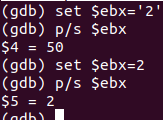 (gdb) set $ebx='2'
(gdb) p/s $ebx
$4 = 50
(gdb) set $ebx=2
(gdb) p/s $ebx
$5 = 2
(gdb)